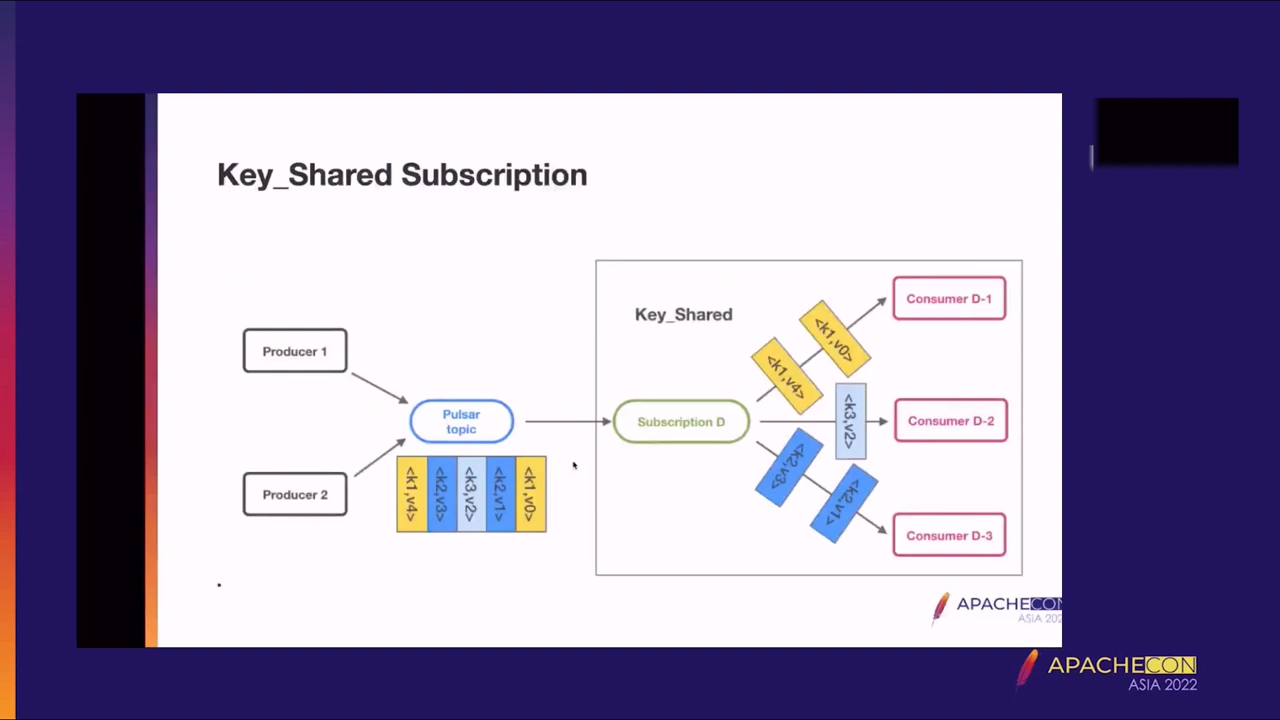 Key_Shared Subscription
Key_Shared
Producer 1
Producer 2
Pulsar
topic
<k1,v4>
<k2,v3>
<k3,v2>
<k2,v1>
<k1,v0>
Subscription D
<k1,v4>
<k1,v0>
<k3,v2>
<k2,v3>
<k2,v1>
Consumer D-1
Consumer D-2
Consumer D-3
APACHECON
ASIA 202
APACHECON
ASIA 2022